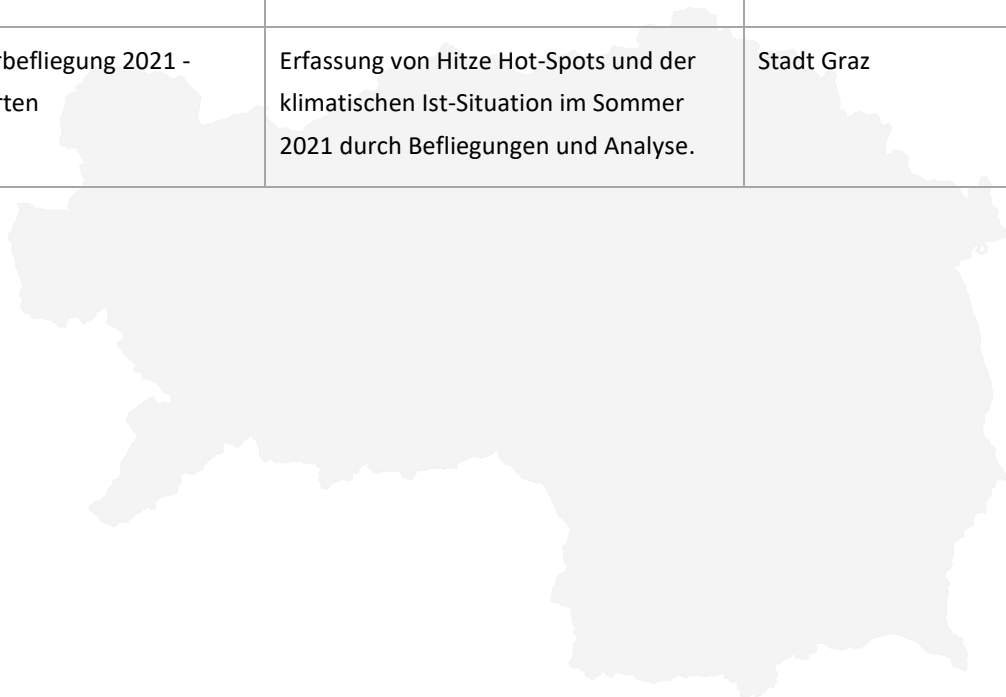 rbefliegung 2021 -
rten
Erfassung von Hitze Hot-Spots und der
klimatischen Ist-Situation im Sommer
2021 durch Befliegungen und Analyse.
Stadt Graz